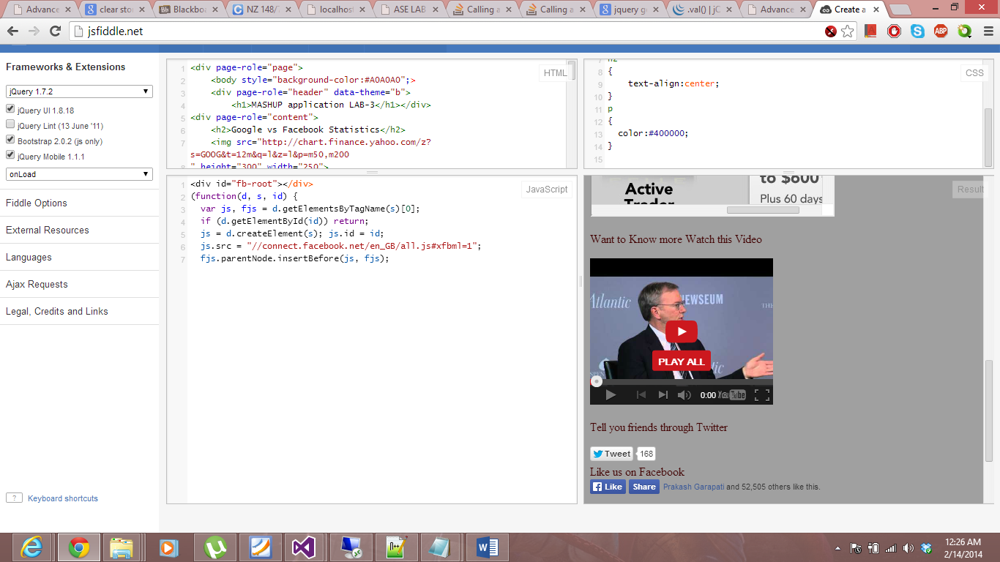 Advance
clear sto
Blackboa
NZ 148/7
localhost
ASE LAB
Calling a
Calling a
jquery ge
.val() | jC
Advance
Create a
jsfiddle.net
ABP
Frameworks & Extensions
jQuery 1.7.2
jQuery UI 1.8.18
jQuery Lint (13 June '11)
Bootstrap 2.0.2 (js only)
jQuery Mobile 1.1.1
onLoad
Fiddle Options
External Resources
Languages
Ajax Requests
Legal, Credits and Links
? Keyboard shortcuts
HTML
1 <div page-role="page">
2 <body style="background-color:#A0A0A0";>
3 <div page-role="header" data-theme="b">
4 <h1>MASHUP application LAB-3</h1></div>
5 <div page-role="content">
6 <h2>Google vs Facebook Statistics</h2>
7 <img src="http://chart.finance.yahoo.com/z?
s=GOOG&t=12m&q=l&z=l&p=m50,m200
" height="300" width="250">
CSS
7 h2
8 {
9 text-align:center;
10 }
11 p
12 {
13 color:#400000;
14 }
15
JavaScript
1 <div id="fb-root"></div>
2 (function(d, s, id) {
3 var js, fjs = d.getElementsByTagName(s)[0];
4 if (d.getElementById(id)) return;
5 js = d.createElement(s); js.id = id;
6 js.src = "//connect.facebook.net/en_GB/all.js#xfbml=1";
7 fjs.parentNode.insertBefore(js, fjs);
Result
Active
Trader
to $600
Plus 60 days
Want to Know more Watch this Video
Atlantic
NEWSEUM
PLAY ALL
0:00
YouTube
Tell you friends through Twitter
Tweet 168
Like us on Facebook
Like Share Prakash Garapati and 52,505 others like this.
12:26 AM
2/14/2014